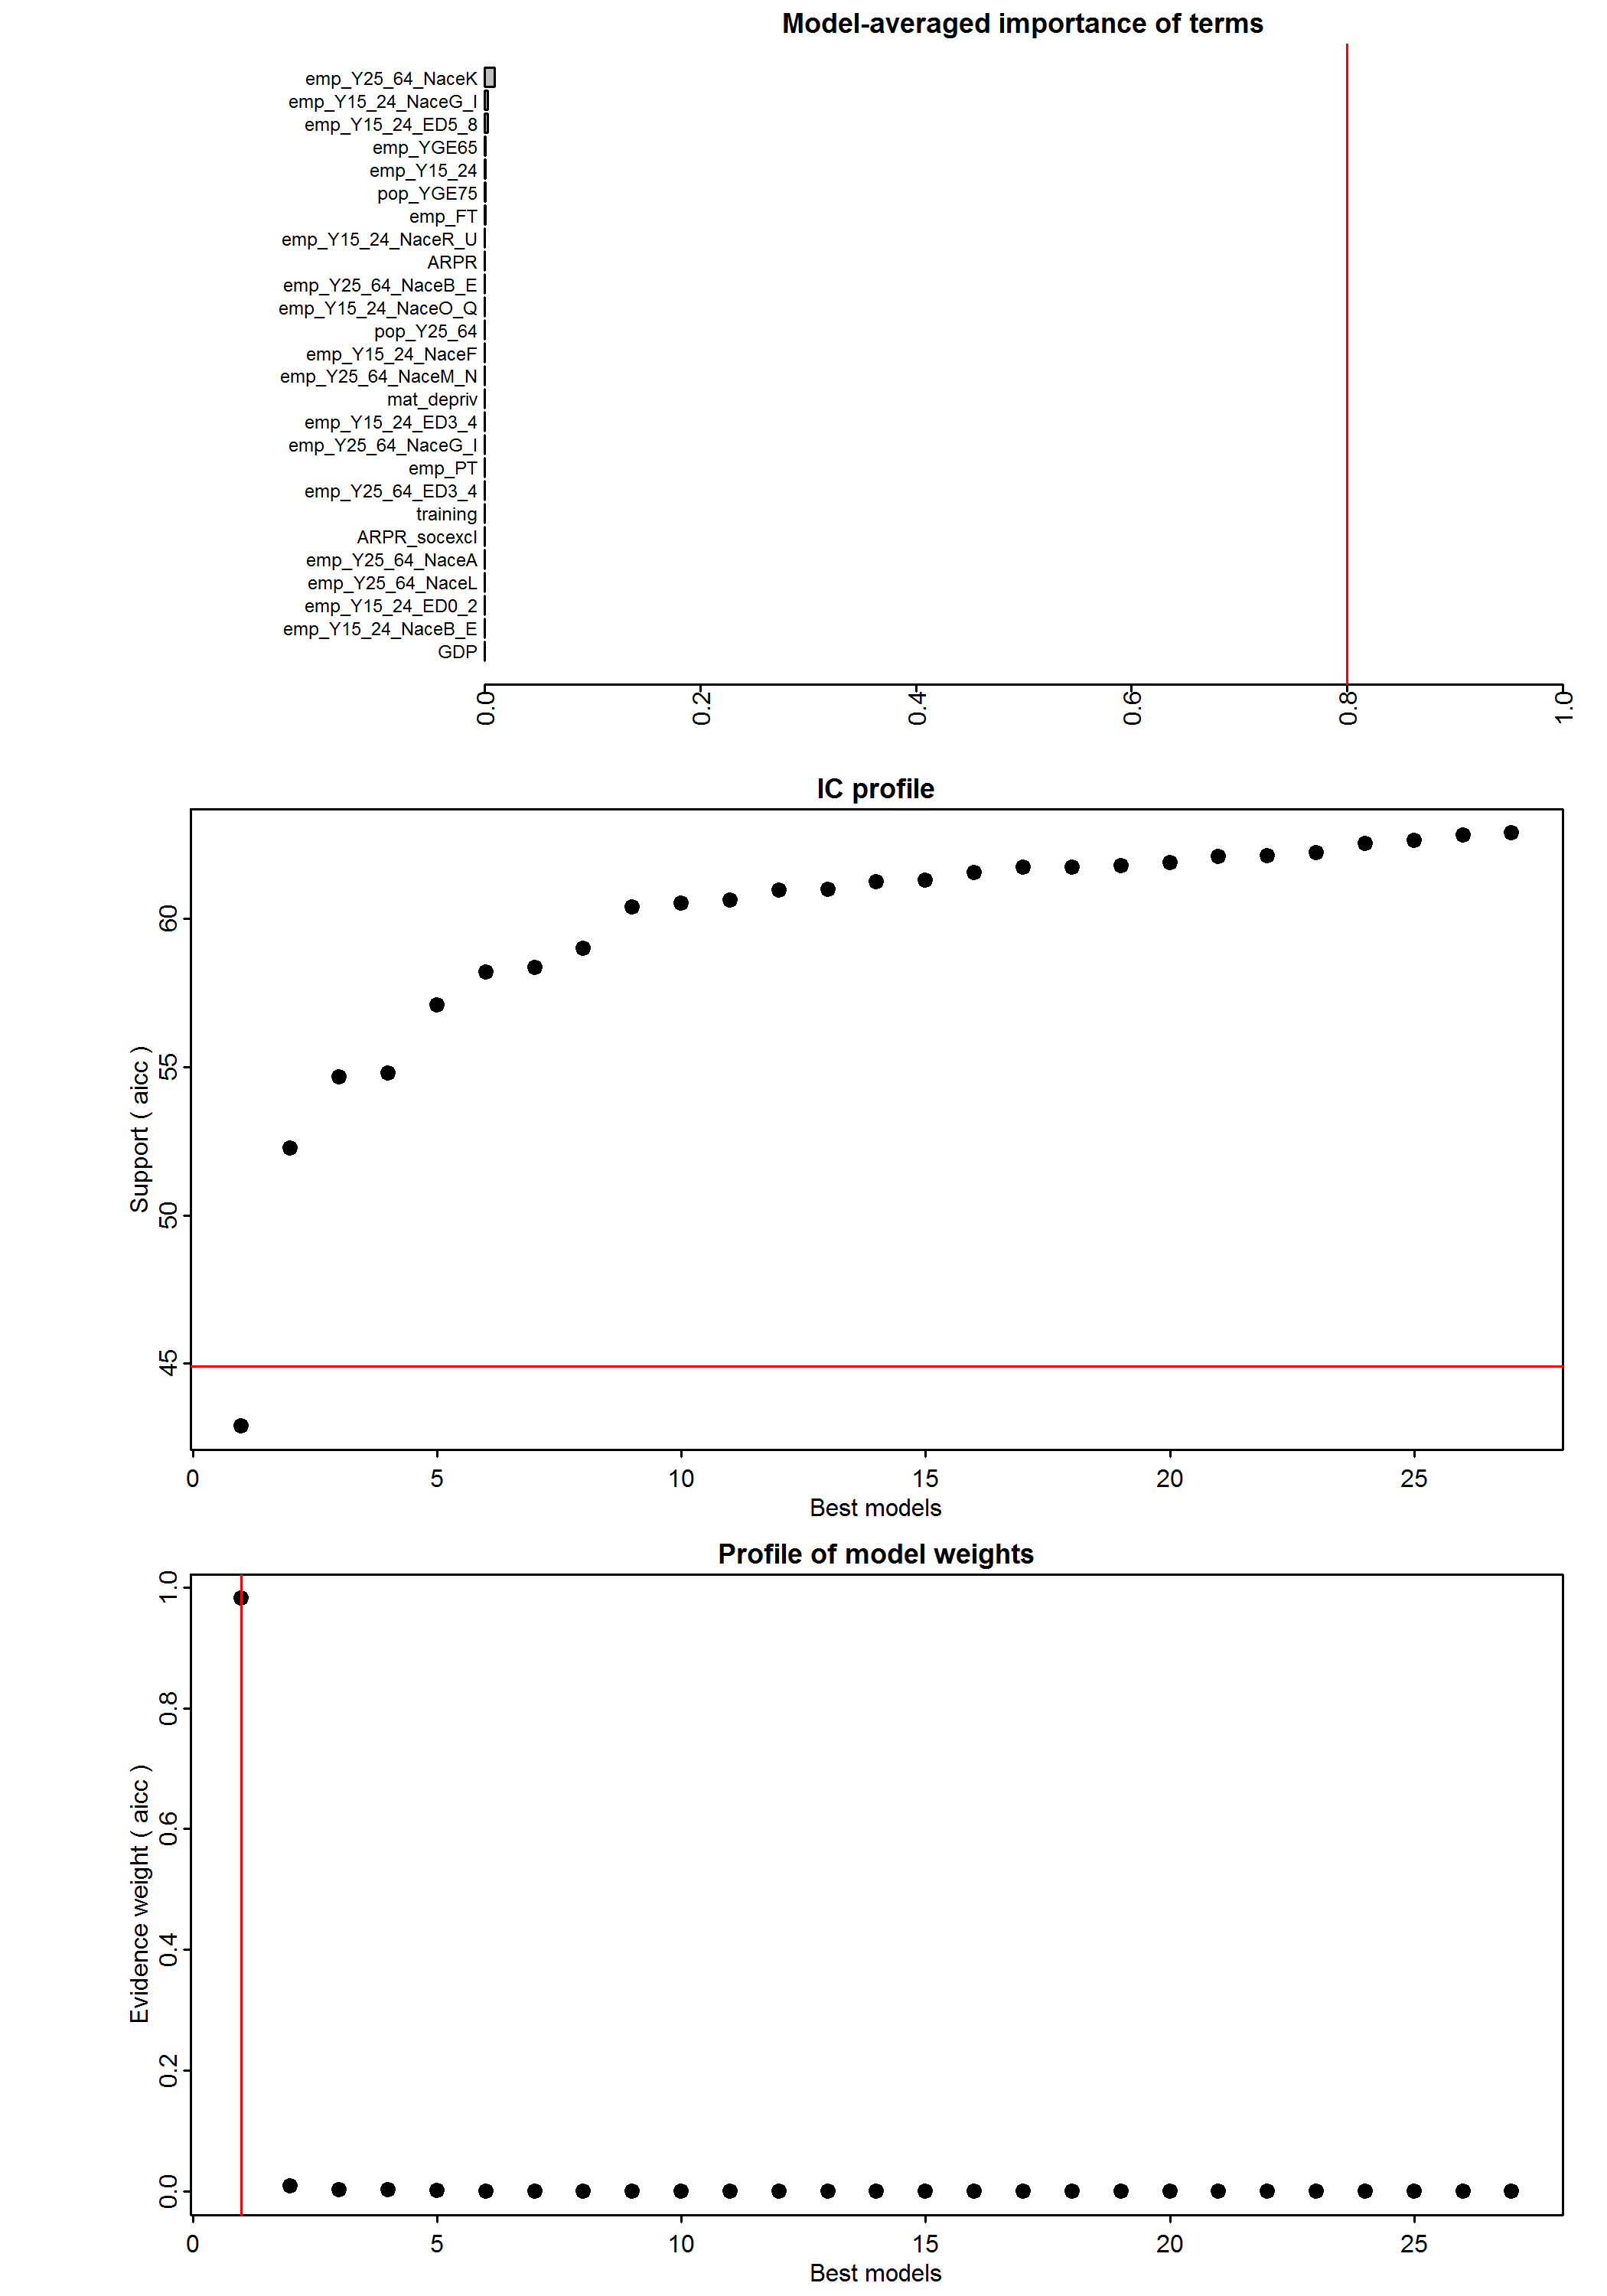 Model-averaged importance of terms
emp_Y25_64_NaceK
emp_Y15_24_NaceG_I
emp_Y15_24_ED5_8
emp_YGE65
emp_Y15_24
pop_YGE75
emp_FT
emp_Y15_24_NaceR_U
ARPR
emp_Y25_64_NaceB_E
emp_Y15_24_NaceO_Q
pop_Y25_64
emp_Y15_24_NaceF
emp_Y25_64_NaceM_N
mat_depriv
emp_Y15_24_ED3_4
emp_Y25_64_NaceG_I
emp_PT
emp_Y25_64_ED3_4
training
ARPR_socexcl
emp_Y25_64_NaceA
emp_Y25_64_NaceL
emp_Y15_24_ED0_2
emp_Y15_24_NaceB_E
GDP
0.0 0.2 0.4 0.6 0.8 1.0
IC profile
Support ( aicc )
60
55
50
45
0 5 10 15 20 25
Best models
Profile of model weights
Evidence weight ( aicc )
1.0
0.8
0.6
0.4
0.2
0.0
0 5 10 15 20 25
Best models